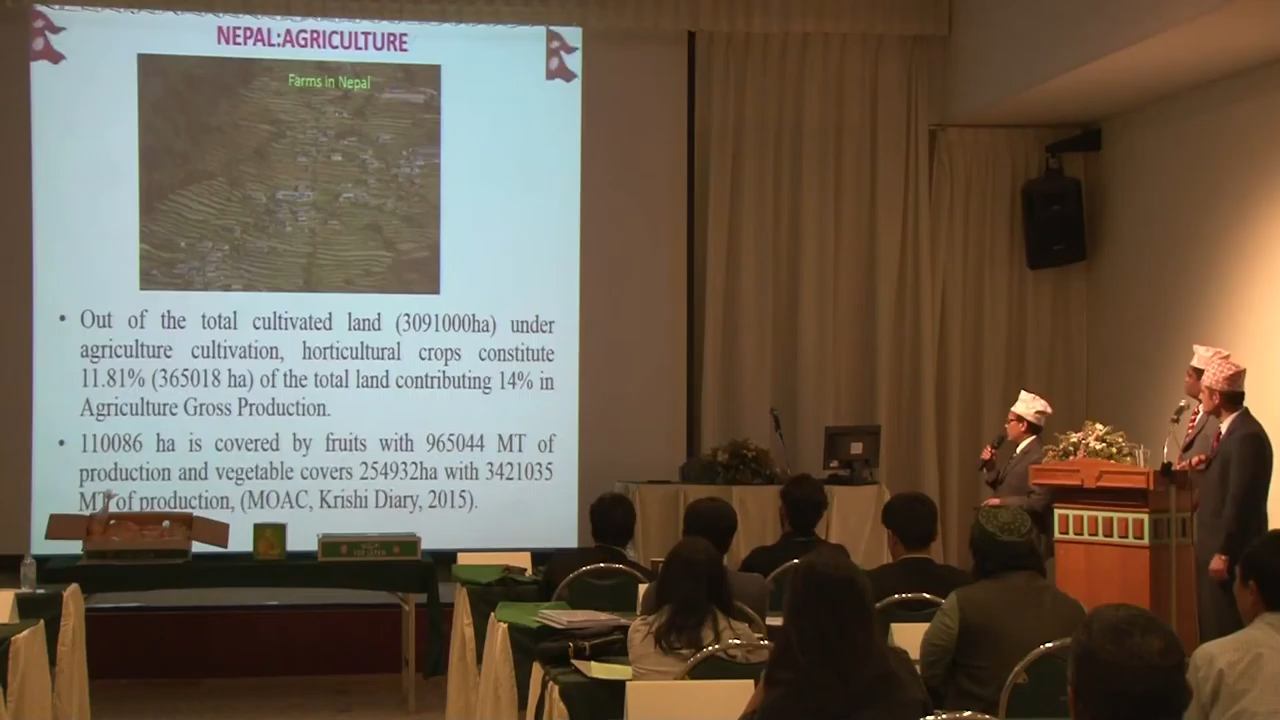 NEPAL:AGRICULTURE
Farms in Nepal
• Out of the total cultivated land (3091000ha) under
agriculture cultivation, horticultural crops constitute
11.81% (365018 ha) of the total land contributing 14% in
Agriculture Gross Production.
• 110086 ha is covered by fruits with 965044 MT of
production and vegetable covers 254932ha with 3421035
MT of production, (MOAC, Krishi Diary, 2015).